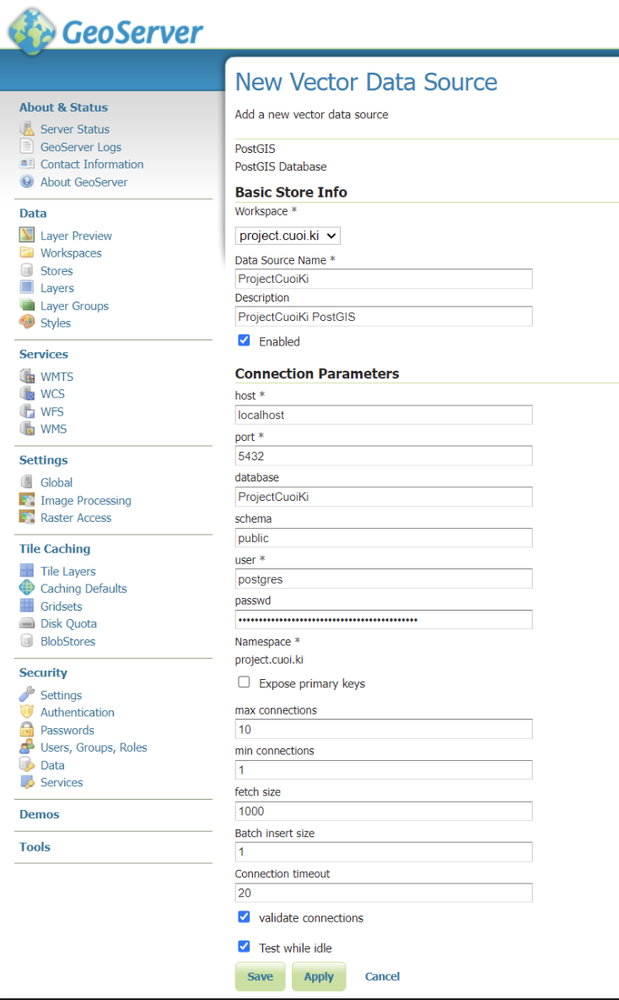 GeoServer
About & Status
Server Status
GeoServer Logs
Contact Information
About GeoServer
Data
Layer Preview
Workspaces
Stores
Layers
Layer Groups
Styles
Services
WMTS
WCS
WFS
WMS
Settings
Global
Image Processing
Raster Access
Tile Caching
Tile Layers
Caching Defaults
Gridsets
Disk Quota
BlobStores
Security
Settings
Authentication
Passwords
Users, Groups, Roles
Data
Services
Demos
Tools
New Vector Data Source
Add a new vector data source
PostGIS
PostGIS Database
Basic Store Info
Workspace *
project.cuoi.ki
Data Source Name *
ProjectCuoiKi
Description
ProjectCuoiKi PostGIS
Enabled
Connection Parameters
host *
localhost
port *
5432
database
ProjectCuoiKi
schema
public
user *
postgres
passwd
Namespace *
project.cuoi.ki
Expose primary keys
max connections
10
min connections
1
fetch size
1000
Batch insert size
1
Connection timeout
20
validate connections
Test while idle
Save Apply Cancel